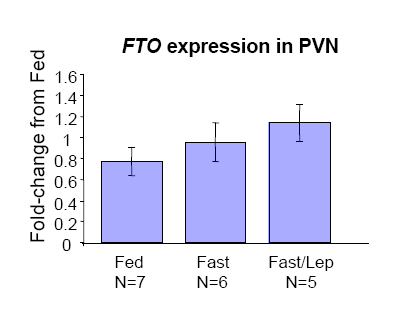 FTO expression in PVN
Fold-change from Fed
1.6
1.4
1.2
1
0.8
0.6
0.4
0.2
0
Fed Fast Fast/Lep
N=7 N=6 N=5